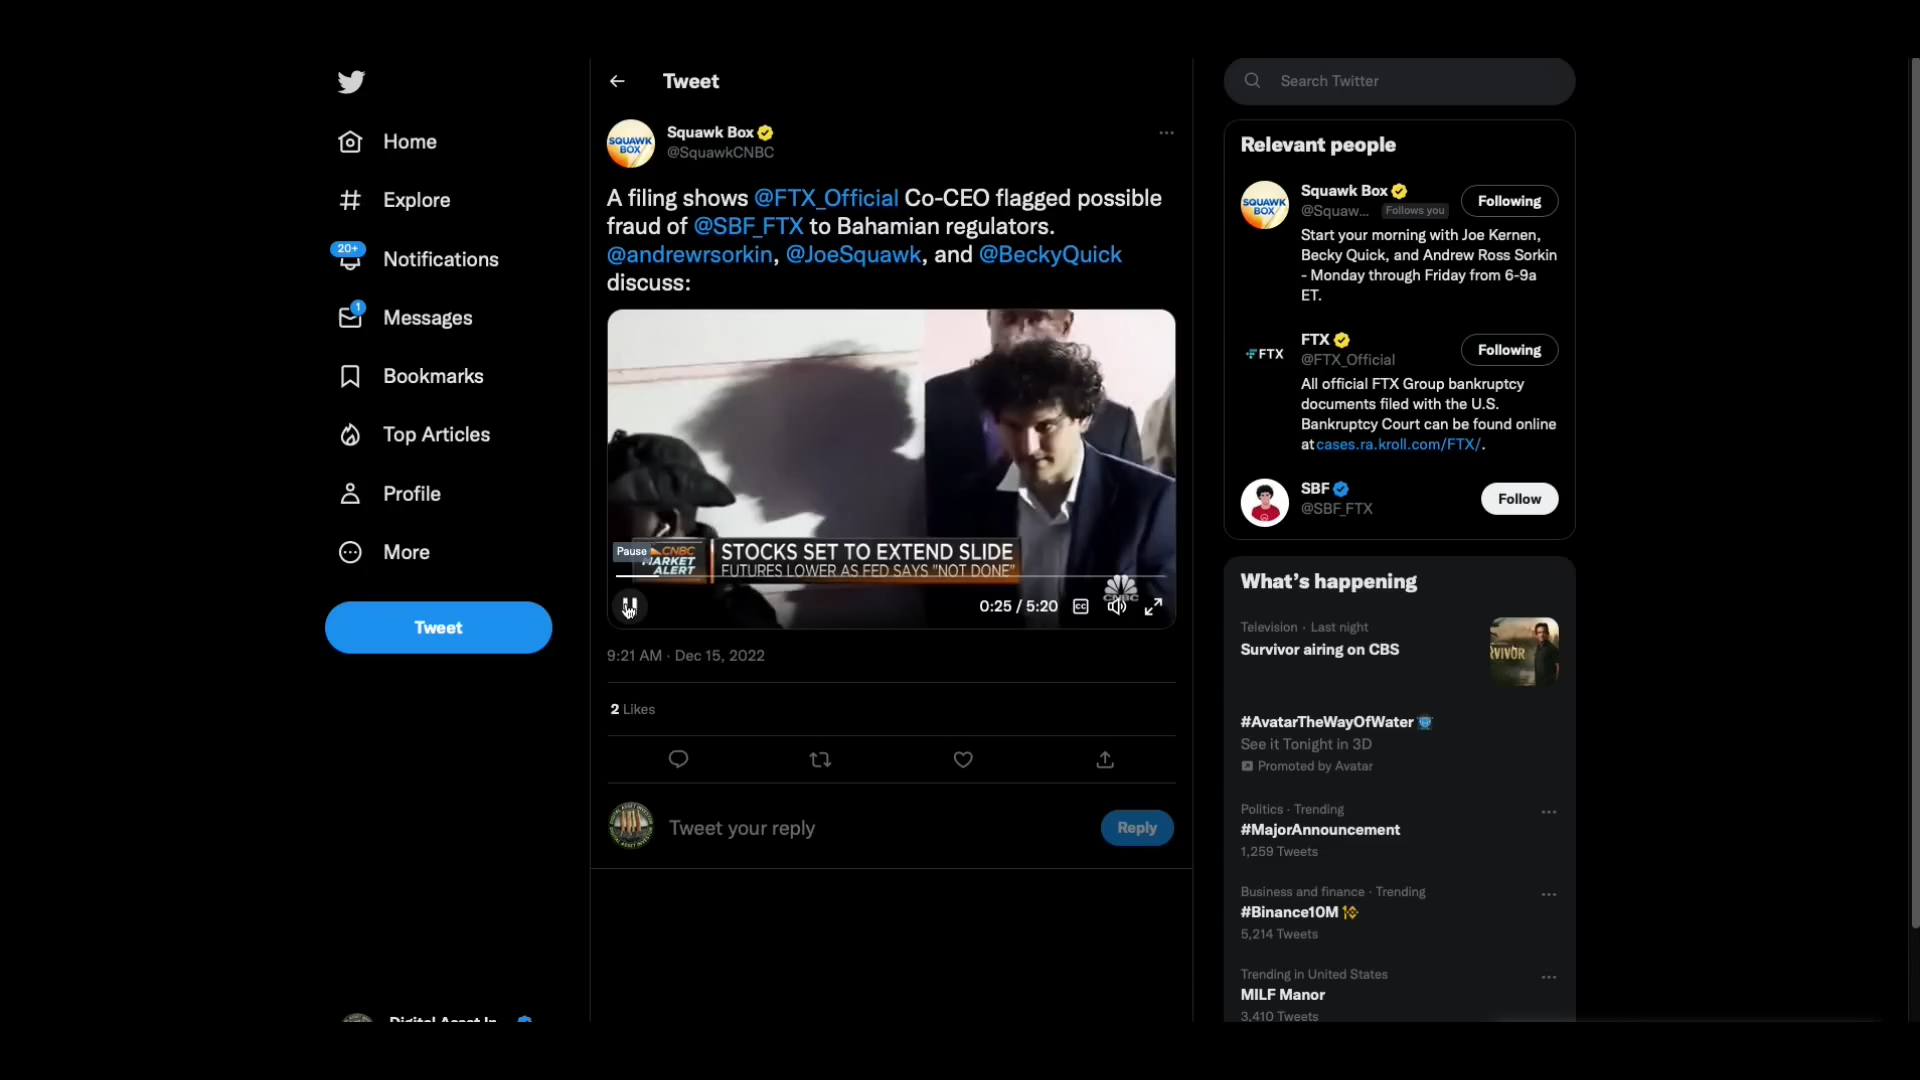 Home
Explore
20+
Notifications
1
Messages
Bookmarks
Top Articles
Profile
More
Tweet
Tweet
SQUAWK BOX
Squawk Box
@SquawkCNBC
A filing shows @FTX_Official Co-CEO flagged possible
fraud of @SBF_FTX to Bahamian regulators.
@andrewrsorkin, @JoeSquawk, and @BeckyQuick
discuss:
Pause
CNBC
MARKET
ALERT
STOCKS SET TO EXTEND SLIDE
FUTURES LOWER AS FED SAYS "NOT DONE"
CNBC
0:25 / 5:20
CC
9:21 AM · Dec 15, 2022
2 Likes
Tweet your reply
Reply
Search Twitter
Relevant people
SQUAWK BOX
Squawk Box
Following
@Squaw... Follows you
Start your morning with Joe Kernen,
Becky Quick, and Andrew Ross Sorkin
- Monday through Friday from 6-9a
ET.
FTX
FTX
Following
@FTX_Official
All official FTX Group bankruptcy
documents filed with the U.S.
Bankruptcy Court can be found online
at cases.ra.kroll.com/FTX/.
SBF
Follow
@SBF_FTX
What's happening
Television · Last night
Survivor airing on CBS
RVIVOR
#AvatarTheWayOfWater
See it Tonight in 3D
Promoted by Avatar
Politics · Trending
#MajorAnnouncement
1,259 Tweets
Business and finance · Trending
#Binance10M
5,214 Tweets
Trending in United States
MILF Manor
3,410 Tweets
Digital Asset In